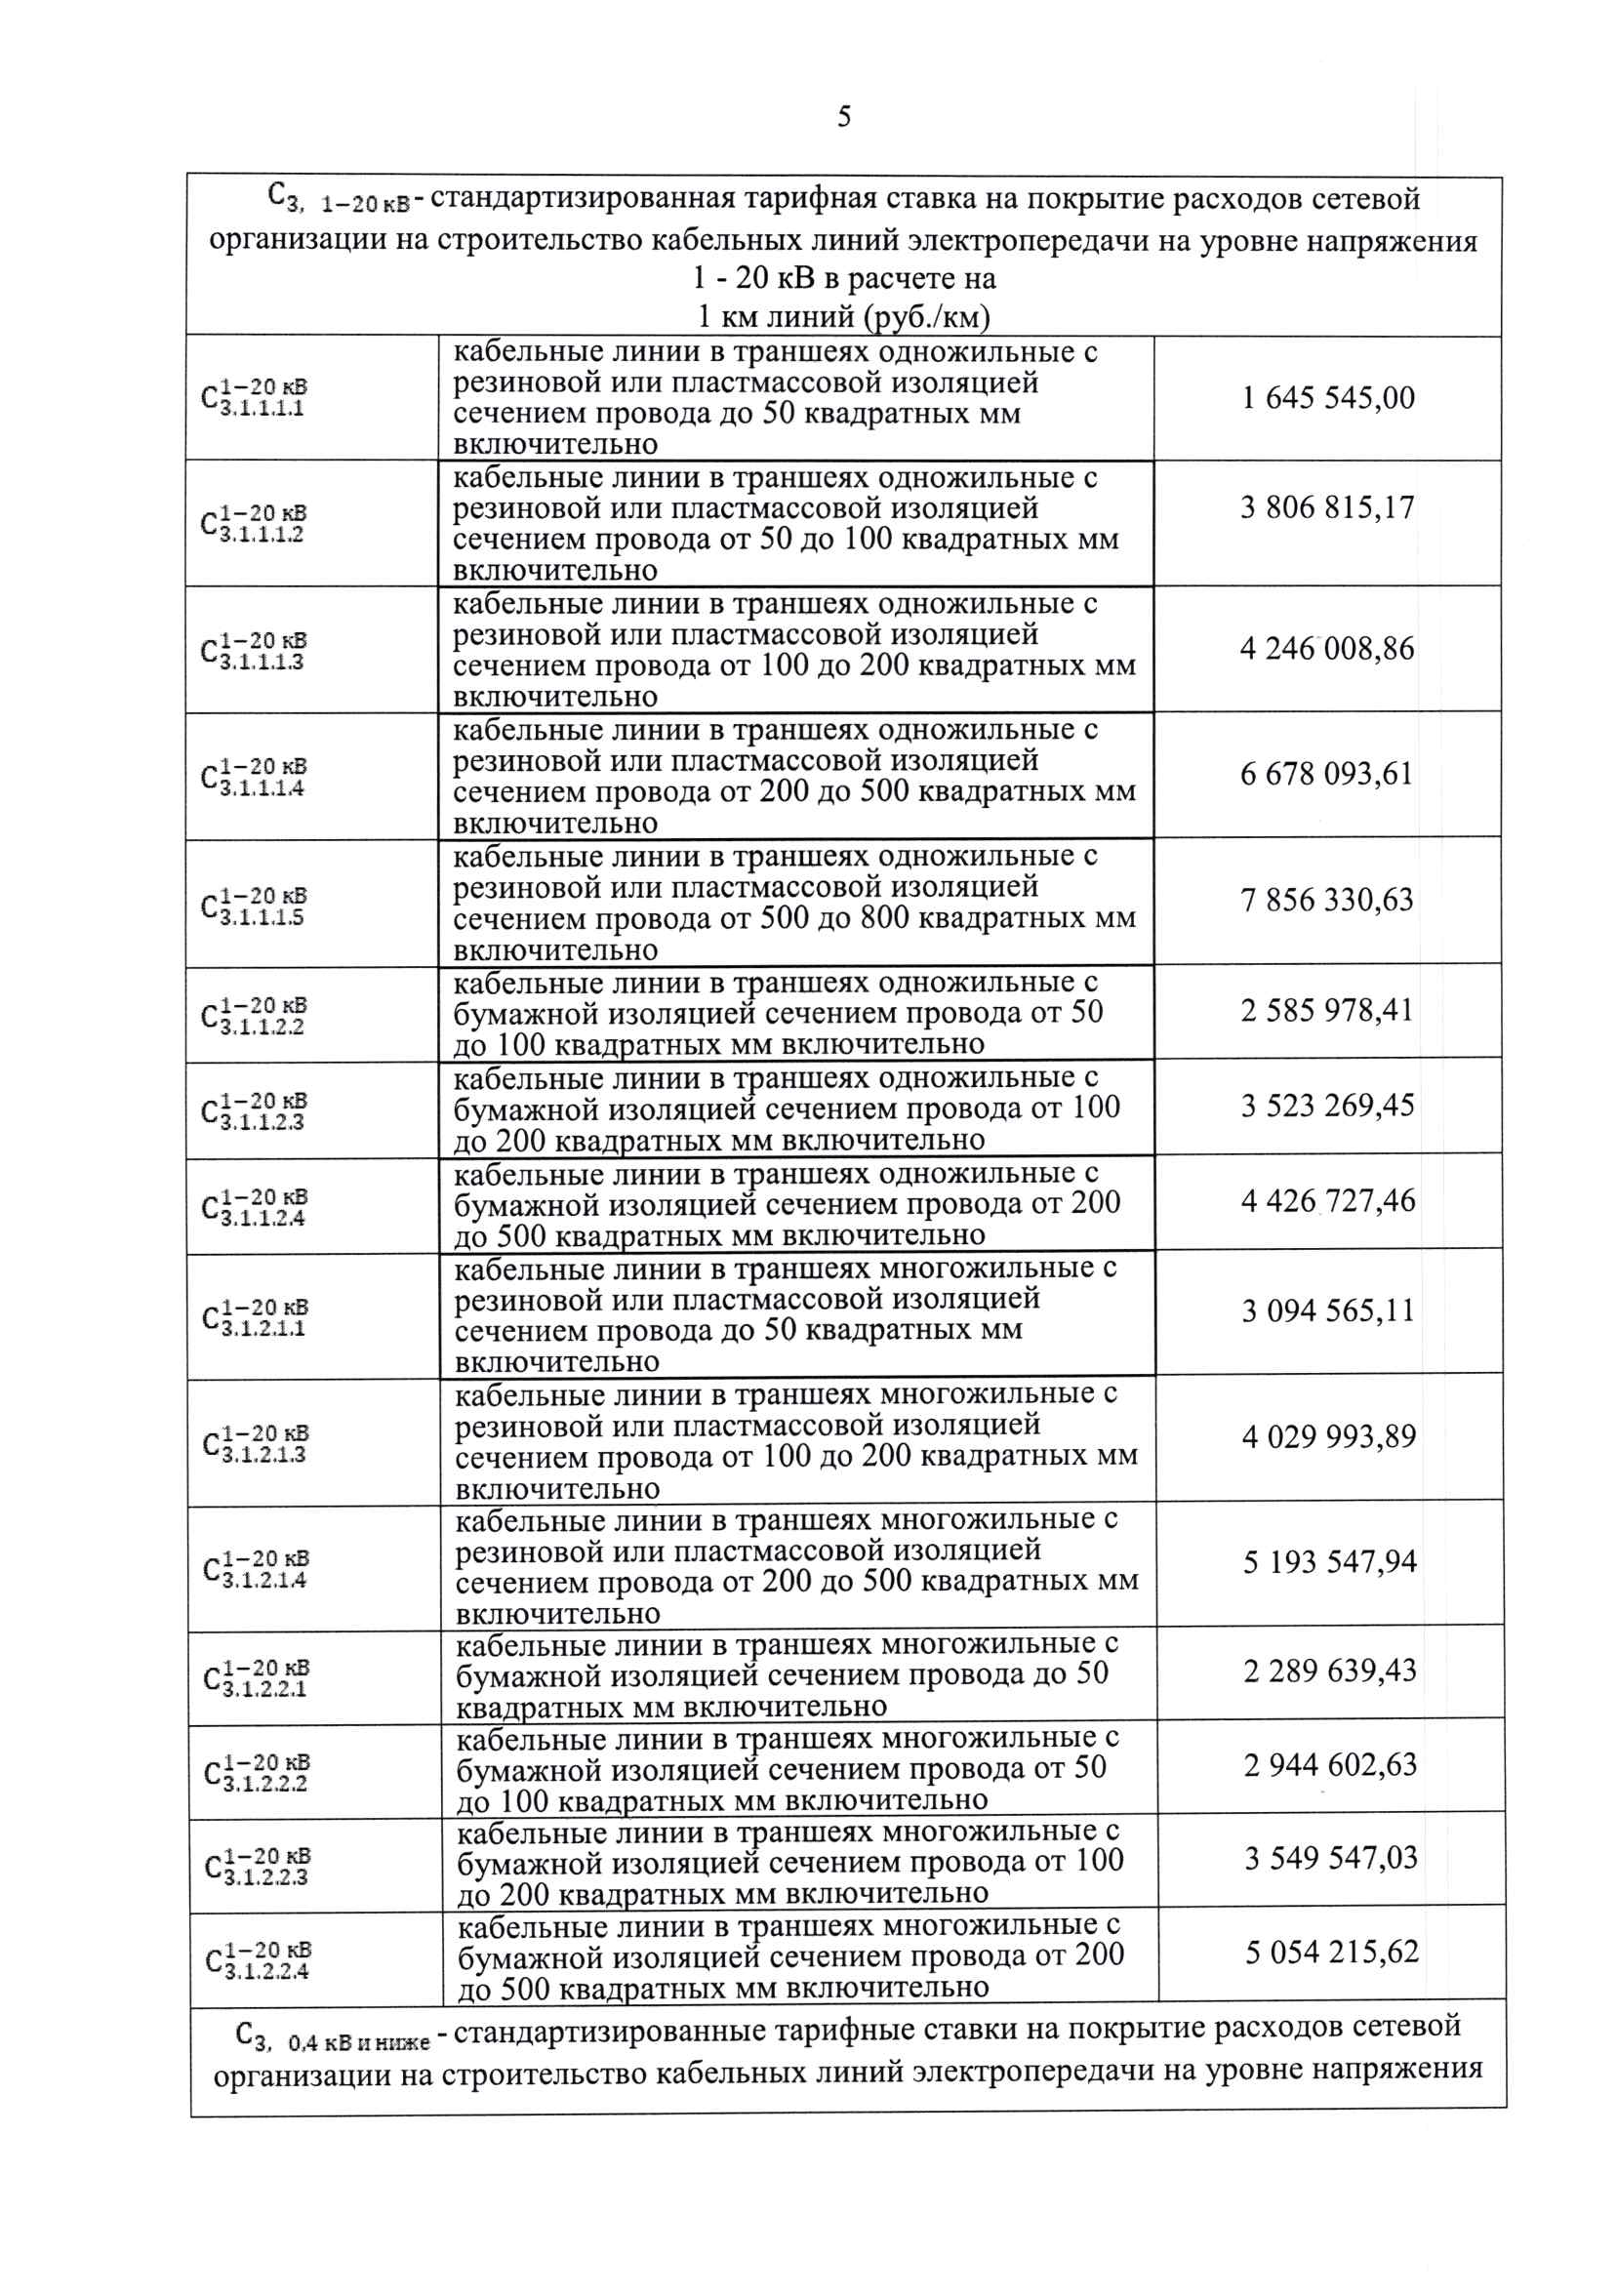 5
С3, 1–20 кВ - стандартизированная тарифная ставка на покрытие расходов сетевой
организации на строительство кабельных линий электропередачи на уровне напряжения
1 - 20 кВ в расчете на
1 км линий (руб./км)
С 1–20 кВ 3.1.1.1.1
кабельные линии в траншеях одножильные с
резиновой или пластмассовой изоляцией
сечением провода до 50 квадратных мм
включительно
1 645 545,00
С 1–20 кВ 3.1.1.1.2
кабельные линии в траншеях одножильные с
резиновой или пластмассовой изоляцией
сечением провода от 50 до 100 квадратных мм
включительно
3 806 815,17
С 1–20 кВ 3.1.1.1.3
кабельные линии в траншеях одножильные с
резиновой или пластмассовой изоляцией
сечением провода от 100 до 200 квадратных мм
включительно
4 246 008,86
С 1–20 кВ 3.1.1.1.4
кабельные линии в траншеях одножильные с
резиновой или пластмассовой изоляцией
сечением провода от 200 до 500 квадратных мм
включительно
6 678 093,61
С 1–20 кВ 3.1.1.1.5
кабельные линии в траншеях одножильные с
резиновой или пластмассовой изоляцией
сечением провода от 500 до 800 квадратных мм
включительно
7 856 330,63
С 1–20 кВ 3.1.1.2.2
кабельные линии в траншеях одножильные с
бумажной изоляцией сечением провода от 50
до 100 квадратных мм включительно
2 585 978,41
С 1–20 кВ 3.1.1.2.3
кабельные линии в траншеях одножильные с
бумажной изоляцией сечением провода от 100
до 200 квадратных мм включительно
3 523 269,45
С 1–20 кВ 3.1.1.2.4
кабельные линии в траншеях одножильные с
бумажной изоляцией сечением провода от 200
до 500 квадратных мм включительно
4 426 727,46
С 1–20 кВ 3.1.2.1.1
кабельные линии в траншеях многожильные с
резиновой или пластмассовой изоляцией
сечением провода до 50 квадратных мм
включительно
3 094 565,11
С 1–20 кВ 3.1.2.1.3
кабельные линии в траншеях многожильные с
резиновой или пластмассовой изоляцией
сечением провода от 100 до 200 квадратных мм
включительно
4 029 993,89
С 1–20 кВ 3.1.2.1.4
кабельные линии в траншеях многожильные с
резиновой или пластмассовой изоляцией
сечением провода от 200 до 500 квадратных мм
включительно
5 193 547,94
С 1–20 кВ 3.1.2.2.1
кабельные линии в траншеях многожильные с
бумажной изоляцией сечением провода до 50
квадратных мм включительно
2 289 639,43
С 1–20 кВ 3.1.2.2.2
кабельные линии в траншеях многожильные с
бумажной изоляцией сечением провода от 50
до 100 квадратных мм включительно
2 944 602,63
С 1–20 кВ 3.1.2.2.3
кабельные линии в траншеях многожильные с
бумажной изоляцией сечением провода от 100
до 200 квадратных мм включительно
3 549 547,03
С 1–20 кВ 3.1.2.2.4
кабельные линии в траншеях многожильные с
бумажной изоляцией сечением провода от 200
до 500 квадратных мм включительно
5 054 215,62
С3, 0,4 кВ и ниже - стандартизированные тарифные ставки на покрытие расходов сетевой
организации на строительство кабельных линий электропередачи на уровне напряжения